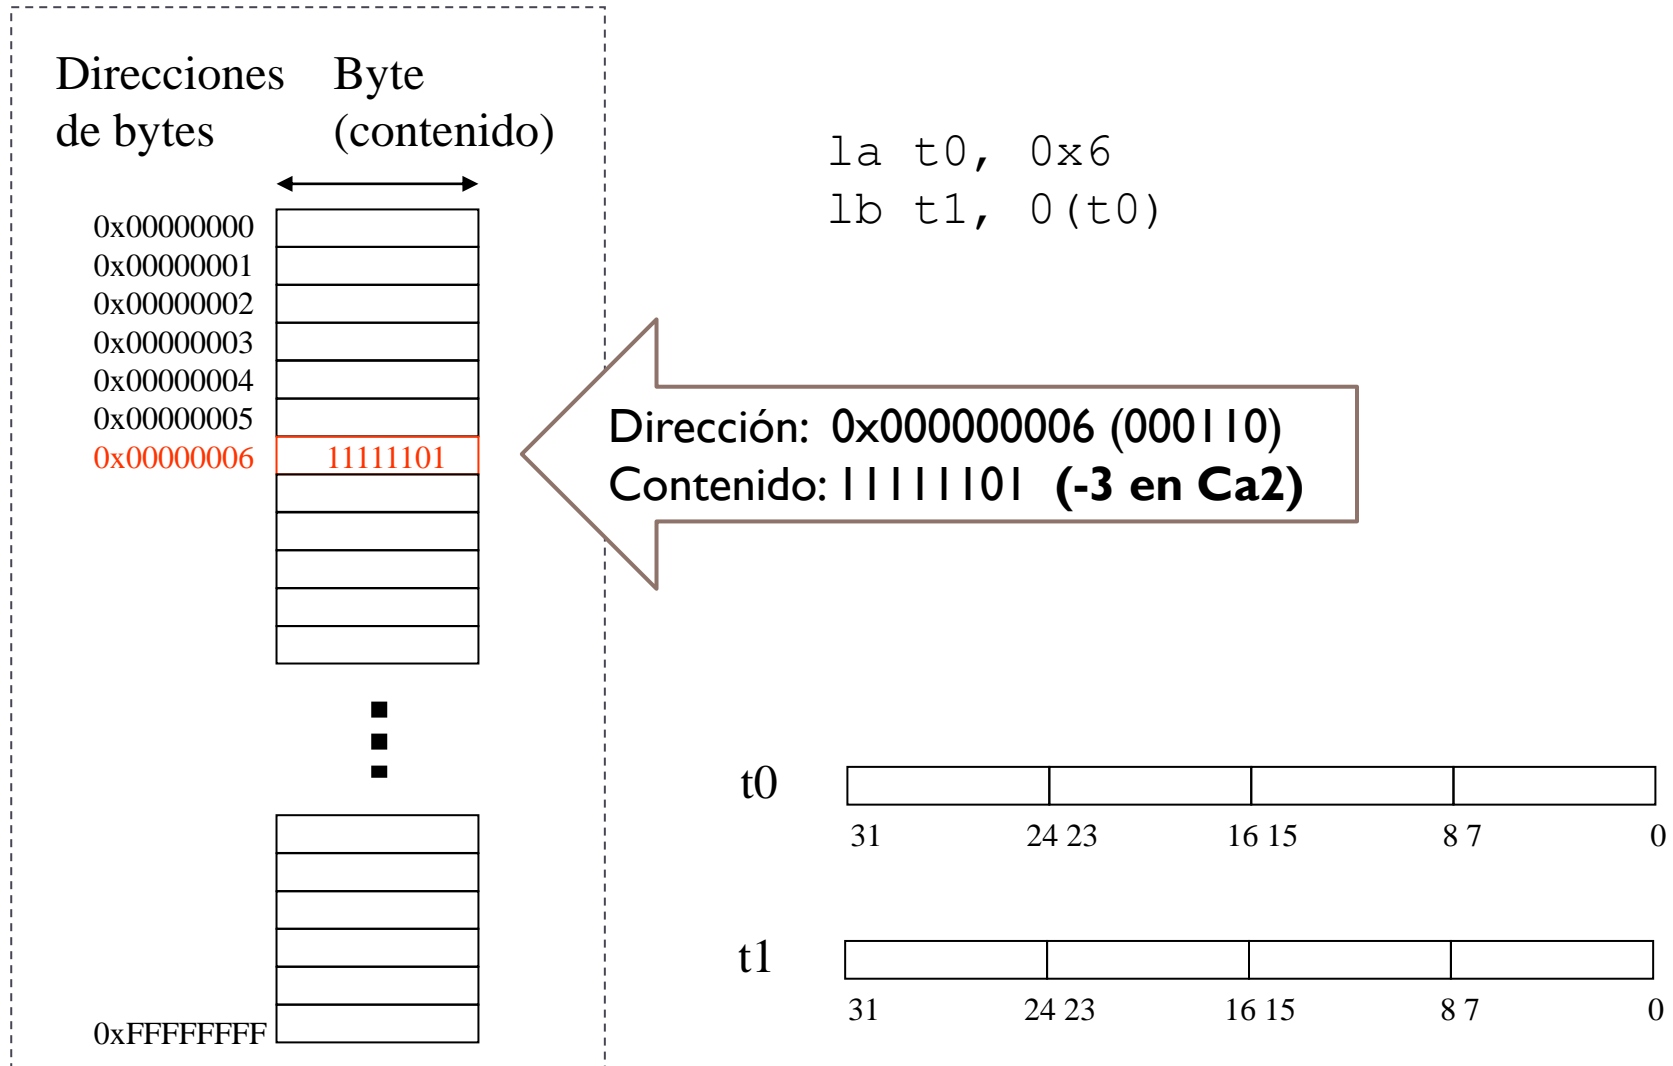 Direcciones de bytes
Byte (contenido)
0x00000000
0x00000001
0x00000002
0x00000003
0x00000004
0x00000005
0x00000006 11111101
0xFFFFFFFF
la t0, 0x6
lb t1, 0(t0)
Dirección: 0x000000006 (000110)
Contenido: 11111101 (-3 en Ca2)
t0
31 24 23 16 15 8 7 0
t1
31 24 23 16 15 8 7 0